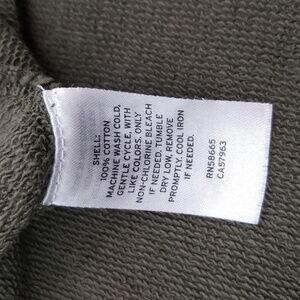 SHELL:
100% COTTON
MACHINE WASH COLD,
GENTLE CYCLE, WITH
LIKE COLORS. ONLY
NON-CHLORINE BLEACH
IF NEEDED. TUMBLE
DRY LOW, REMOVE
PROMPTLY. COOL IRON
IF NEEDED.
RN58665
CA57963